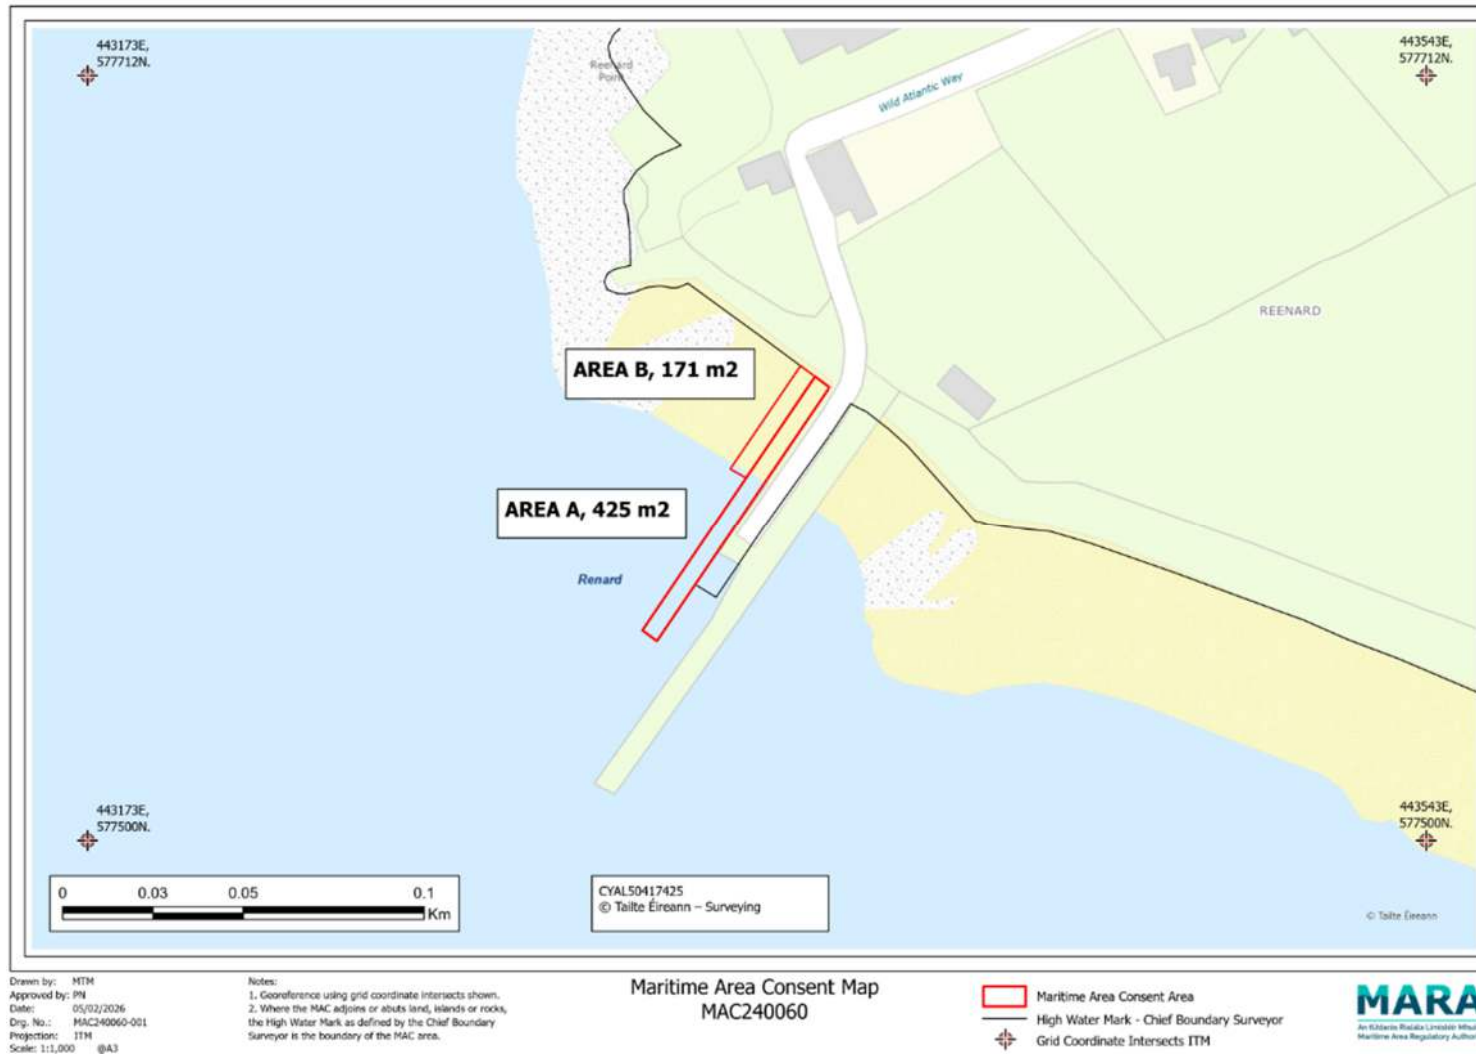 443173E,
577712N.
443543E,
577712N.
Reenard
Point
Wild Atlantic Way
REENARD
AREA B, 171 m2
AREA A, 425 m2
Renard
443173E,
577500N.
443543E,
577500N.
0 0.03 0.05 0.1
Km
CYAL50417425
© Tailte Éireann – Surveying
© Tailte Éireann
Drawn by: MTM
Approved by: PN
Date: 05/02/2026
Drg. No.: MAC240060-001
Projection: ITM
Scale: 1:1,000 @A3
Notes:
1. Georeference using grid coordinate intersects shown.
2. Where the MAC adjoins or abuts land, islands or rocks,
the High Water Mark as defined by the Chief Boundary
Surveyor is the boundary of the MAC area.
Maritime Area Consent Map
MAC240060
Maritime Area Consent Area
High Water Mark - Chief Boundary Surveyor
Grid Coordinate Intersects ITM
MARA
Maritime Area Regulatory